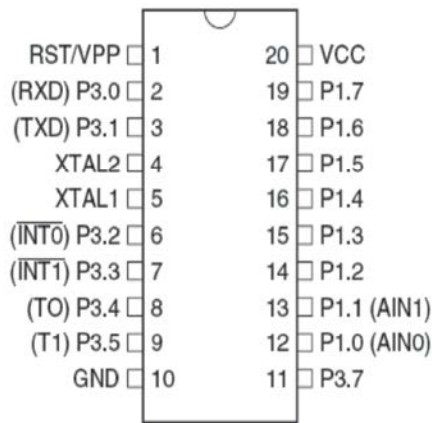 RST/VPP 1 20 VCC
(RXD) P3.0 2 19 P1.7
(TXD) P3.1 3 18 P1.6
XTAL2 4 17 P1.5
XTAL1 5 16 P1.4
(I̅N̅T̅0̅) P3.2 6 15 P1.3
(I̅N̅T̅1̅) P3.3 7 14 P1.2
(TO) P3.4 8 13 P1.1 (AIN1)
(T1) P3.5 9 12 P1.0 (AIN0)
GND 10 11 P3.7